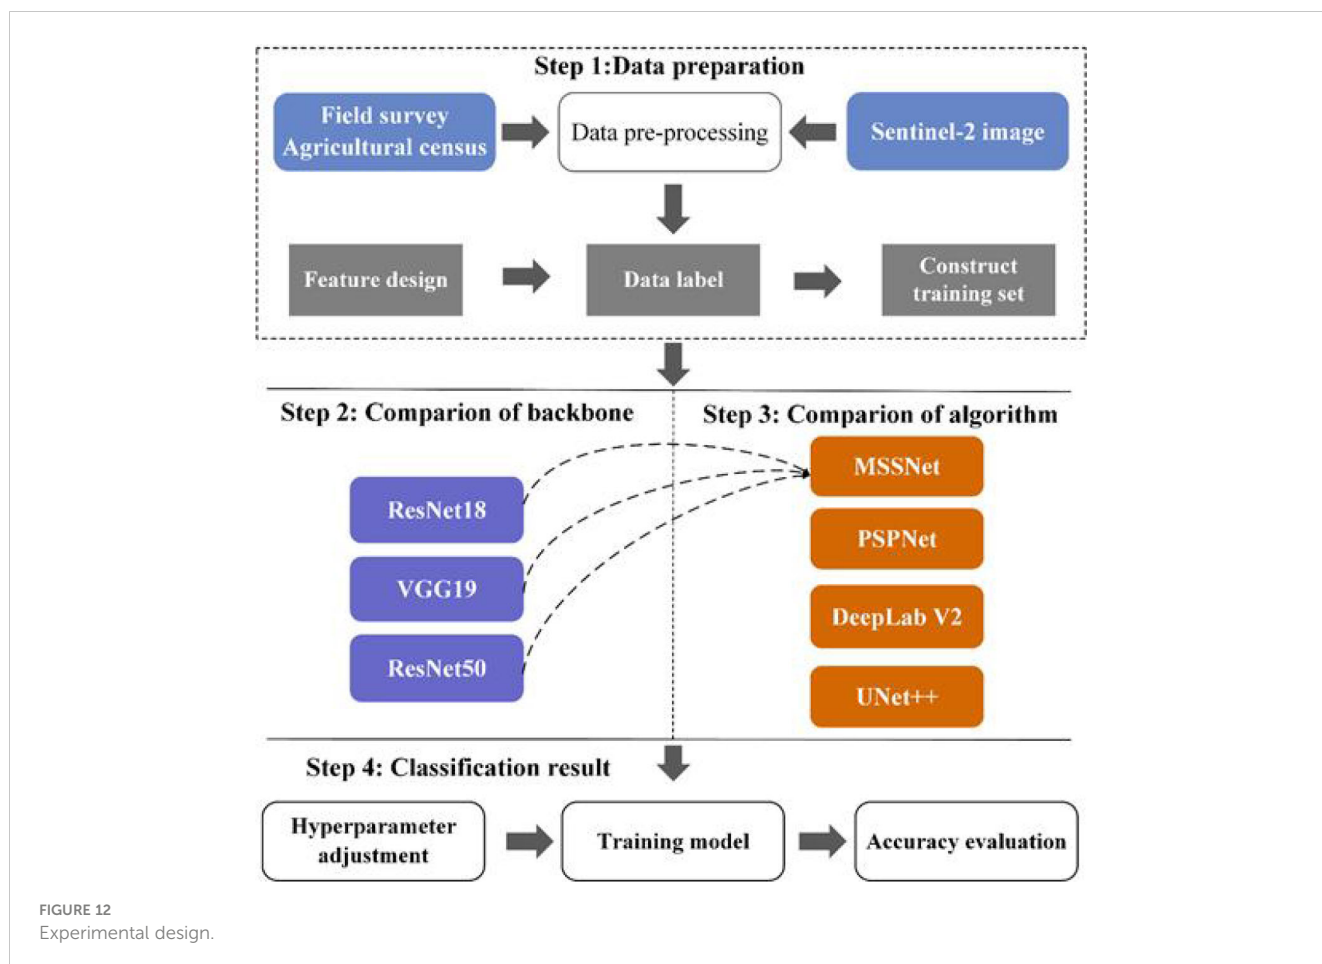 Step 1:Data preparation
Field survey
Agricultural census
Data pre-processing
Sentinel-2 image
Feature design
Data label
Construct
training set
Step 2: Comparion of backbone
Step 3: Comparion of algorithm
ResNet18
VGG19
ResNet50
MSSNet
PSPNet
DeepLab V2
UNet++
Step 4: Classification result
Hyperparameter
adjustment
Training model
Accuracy evaluation
FIGURE 12
Experimental design.